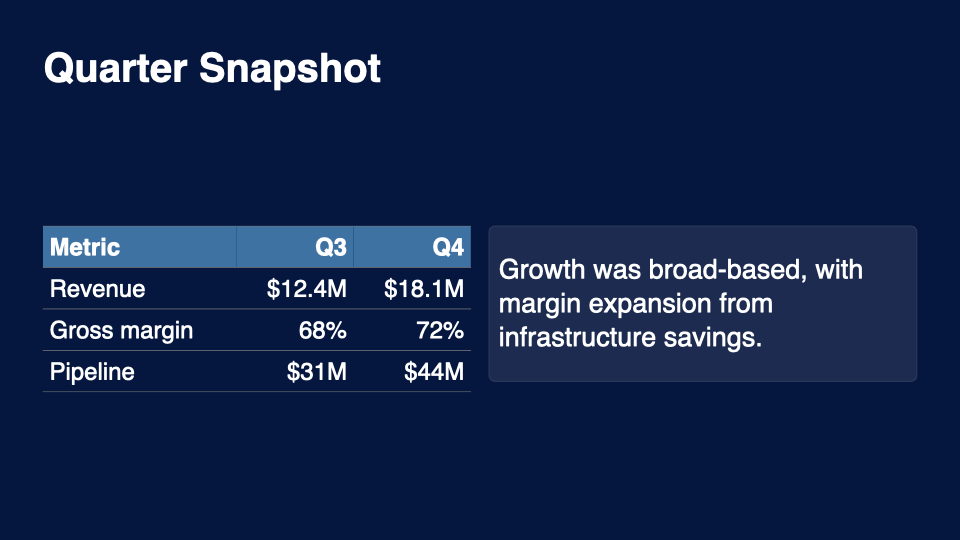 Quarter Snapshot
Metric Q3 Q4
Revenue $12.4M $18.1M
Gross margin 68% 72%
Pipeline $31M $44M
Growth was broad-based, with
margin expansion from
infrastructure savings.